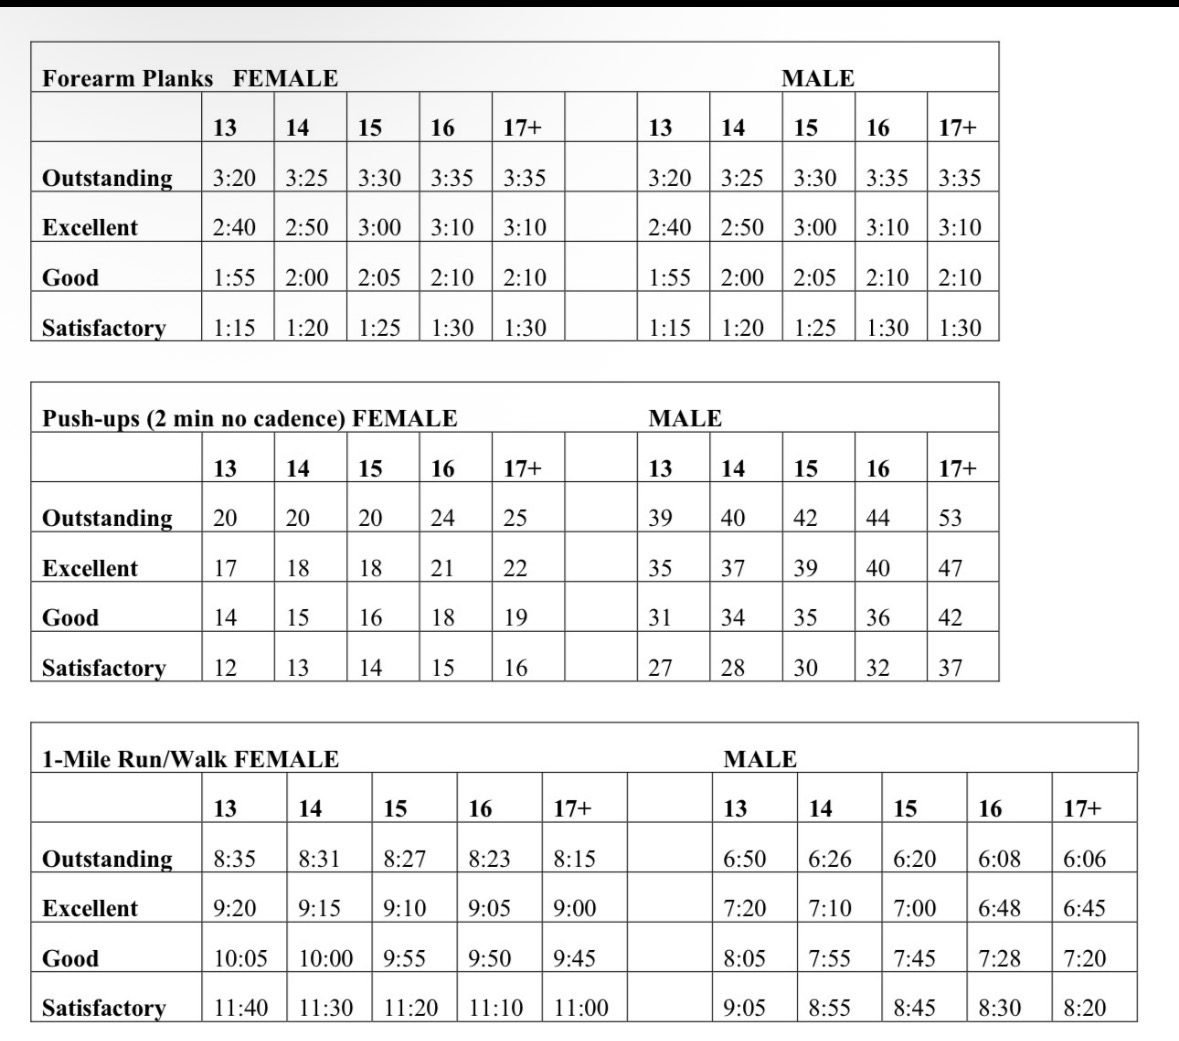 Forearm Planks FEMALE MALE
13 14 15 16 17+ 13 14 15 16 17+
Outstanding 3:20 3:25 3:30 3:35 3:35 3:20 3:25 3:30 3:35 3:35
Excellent 2:40 2:50 3:00 3:10 3:10 2:40 2:50 3:00 3:10 3:10
Good 1:55 2:00 2:05 2:10 2:10 1:55 2:00 2:05 2:10 2:10
Satisfactory 1:15 1:20 1:25 1:30 1:30 1:15 1:20 1:25 1:30 1:30
Push-ups (2 min no cadence) FEMALE MALE
13 14 15 16 17+ 13 14 15 16 17+
Outstanding 20 20 20 24 25 39 40 42 44 53
Excellent 17 18 18 21 22 35 37 39 40 47
Good 14 15 16 18 19 31 34 35 36 42
Satisfactory 12 13 14 15 16 27 28 30 32 37
1-Mile Run/Walk FEMALE MALE
13 14 15 16 17+ 13 14 15 16 17+
Outstanding 8:35 8:31 8:27 8:23 8:15 6:50 6:26 6:20 6:08 6:06
Excellent 9:20 9:15 9:10 9:05 9:00 7:20 7:10 7:00 6:48 6:45
Good 10:05 10:00 9:55 9:50 9:45 8:05 7:55 7:45 7:28 7:20
Satisfactory 11:40 11:30 11:20 11:10 11:00 9:05 8:55 8:45 8:30 8:20